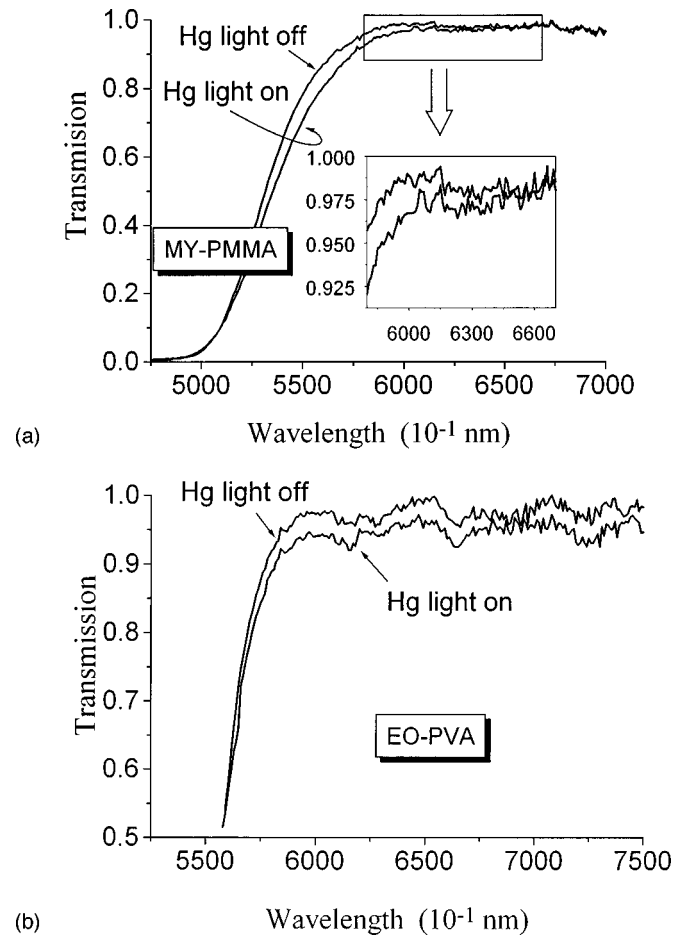 1.0
0.8
0.6
0.4
0.2
0.0
Transmision
Hg light off
Hg light on
MY-PMMA
1.000
0.975
0.950
0.925
6000 6300 6600
5000 5500 6000 6500 7000
(a)
Wavelength (10⁻¹ nm)
1.0
0.9
0.8
0.7
0.6
0.5
Transmission
Hg light off
Hg light on
EO-PVA
5500 6000 6500 7000 7500
(b)
Wavelength (10⁻¹ nm)